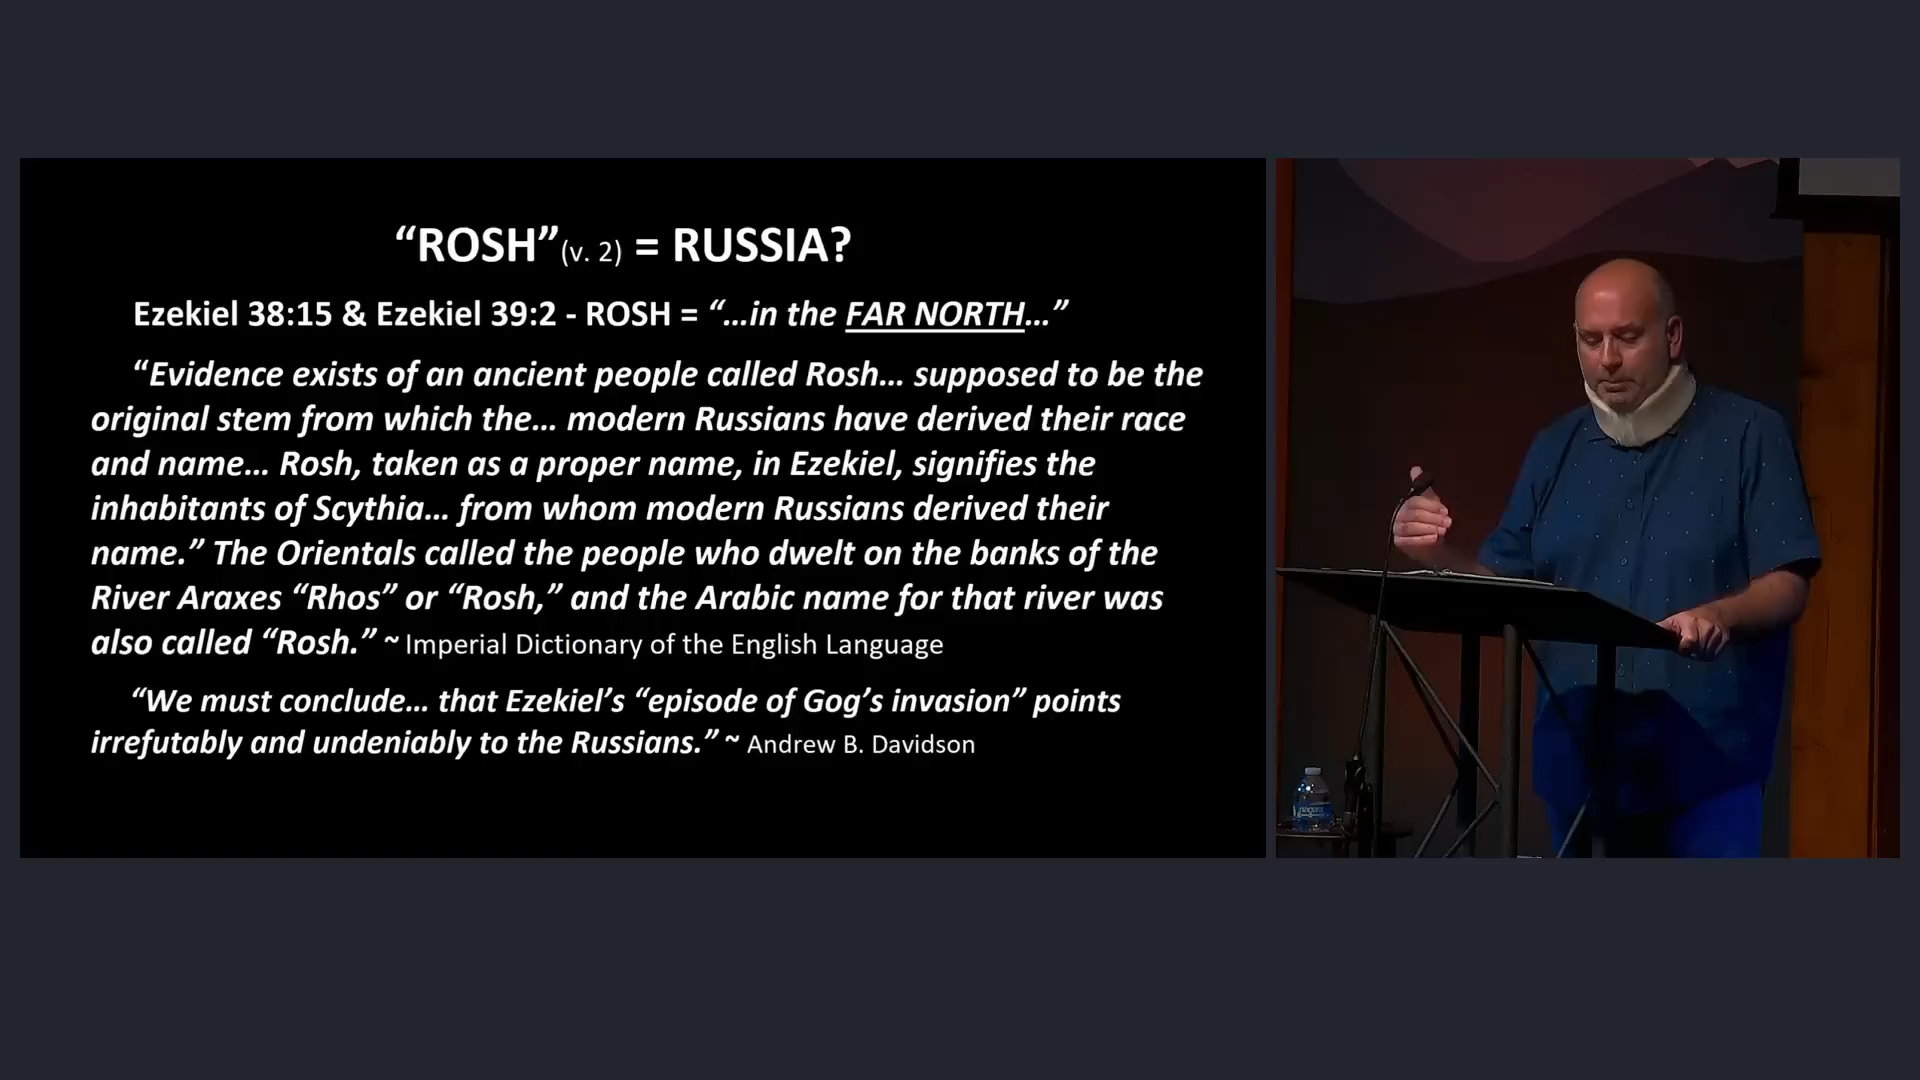 “ROSH”(v. 2) = RUSSIA?
Ezekiel 38:15 & Ezekiel 39:2 - ROSH = “…in the FAR NORTH…”
“Evidence exists of an ancient people called Rosh… supposed to be the
original stem from which the… modern Russians have derived their race
and name… Rosh, taken as a proper name, in Ezekiel, signifies the
inhabitants of Scythia… from whom modern Russians derived their
name.” The Orientals called the people who dwelt on the banks of the
River Araxes “Rhos” or “Rosh,” and the Arabic name for that river was
also called “Rosh.” ~ Imperial Dictionary of the English Language
“We must conclude… that Ezekiel’s “episode of Gog’s invasion” points
irrefutably and undeniably to the Russians.” ~ Andrew B. Davidson